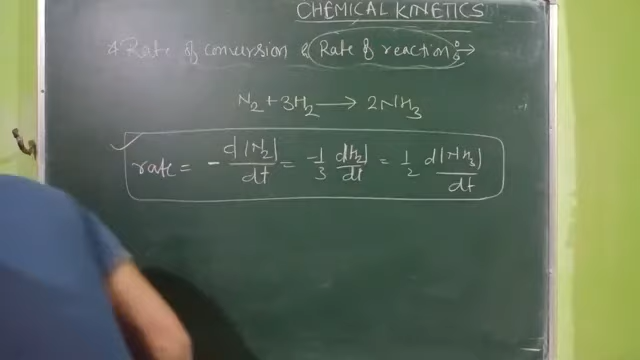 CHEMICAL KINETICS
* Rate of conversion & Rate of reaction :→
N₂ + 3H₂ → 2NH₃
rate = - d|N₂|/dt = -1/3 d|H₂|/dt = 1/2 d|NH₃|/dt